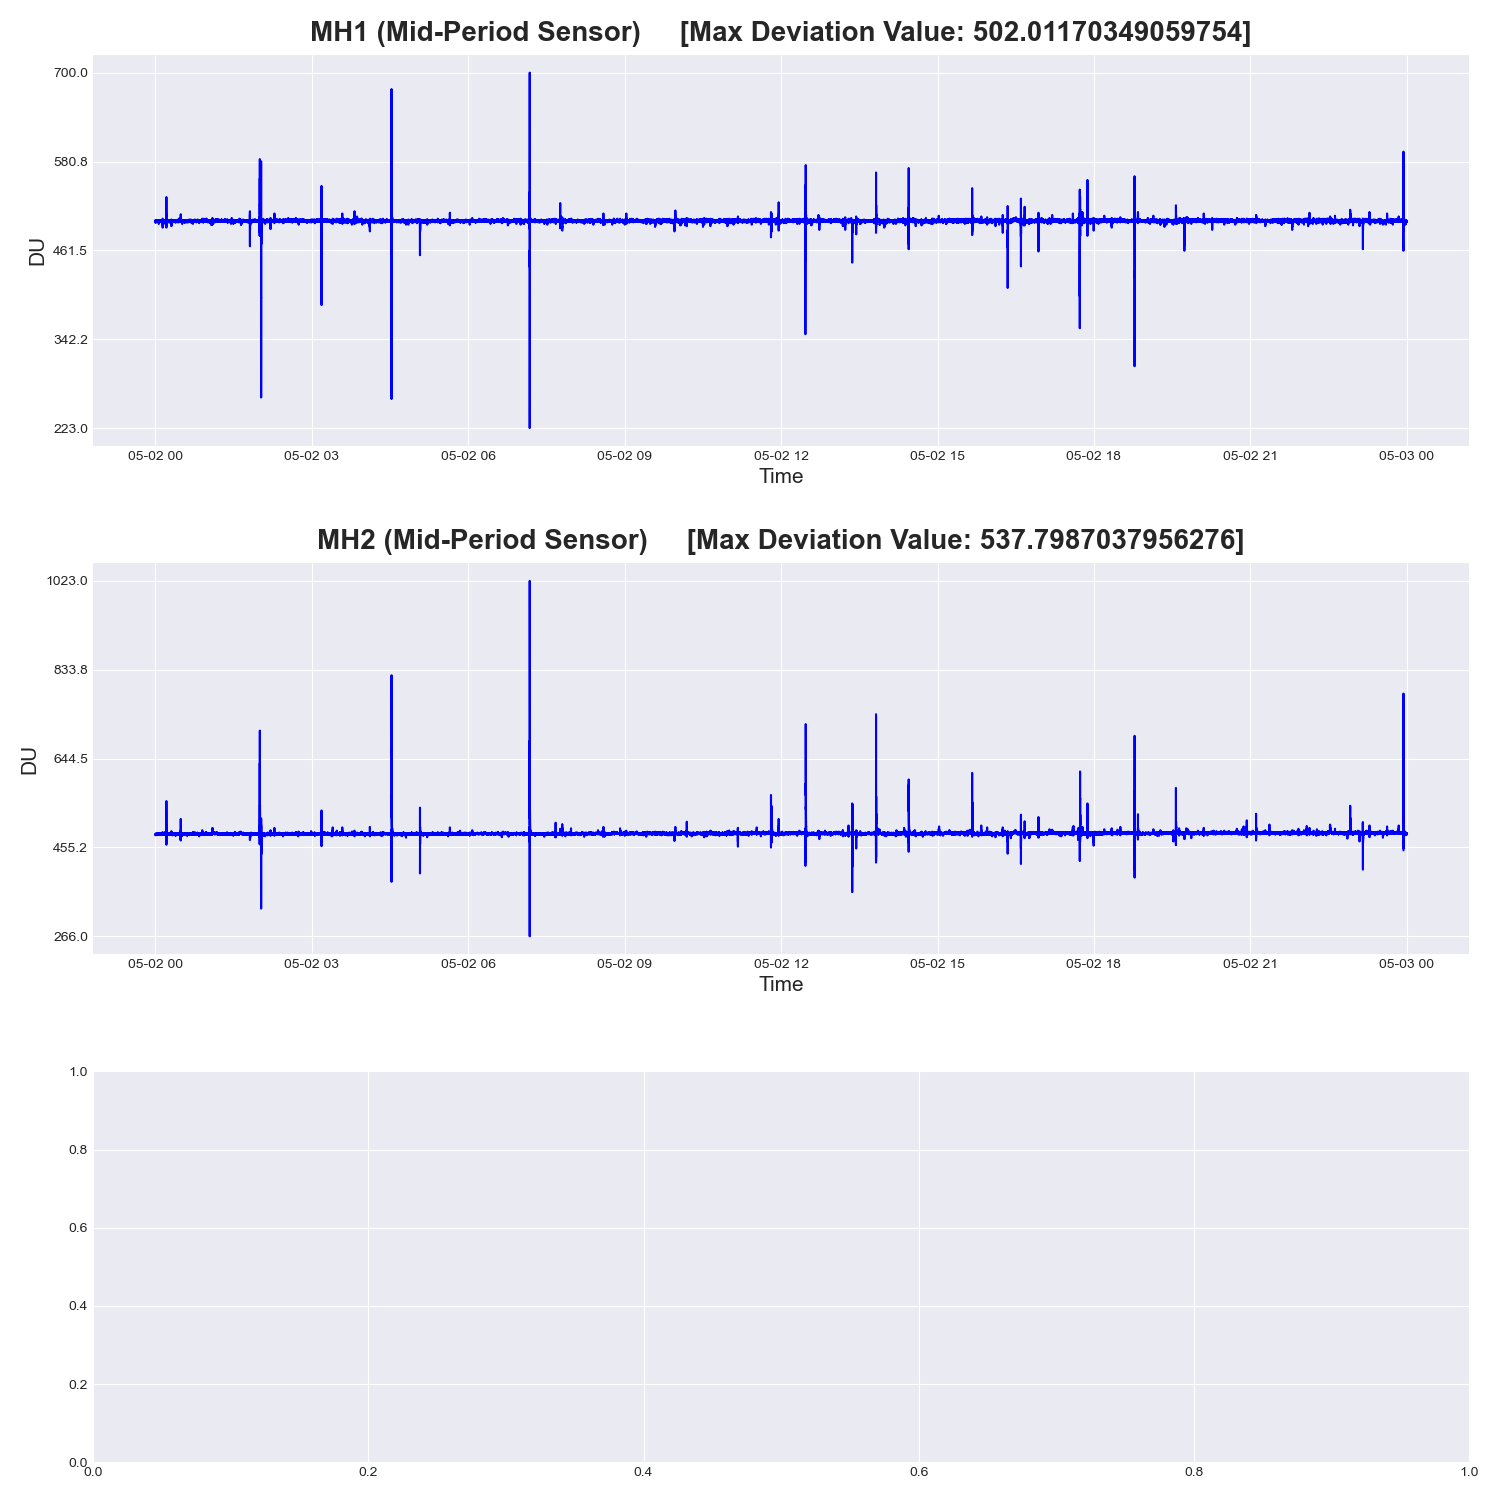 MH1 (Mid-Period Sensor) [Max Deviation Value: 502.01170349059754]
700.0
580.8
461.5
342.2
223.0
DU
05-02 00 05-02 03 05-02 06 05-02 09 05-02 12 05-02 15 05-02 18 05-02 21 05-03 00
Time
MH2 (Mid-Period Sensor) [Max Deviation Value: 537.7987037956276]
1023.0
833.8
644.5
455.2
266.0
DU
05-02 00 05-02 03 05-02 06 05-02 09 05-02 12 05-02 15 05-02 18 05-02 21 05-03 00
Time
1.0
0.8
0.6
0.4
0.2
0.0
0.0 0.2 0.4 0.6 0.8 1.0